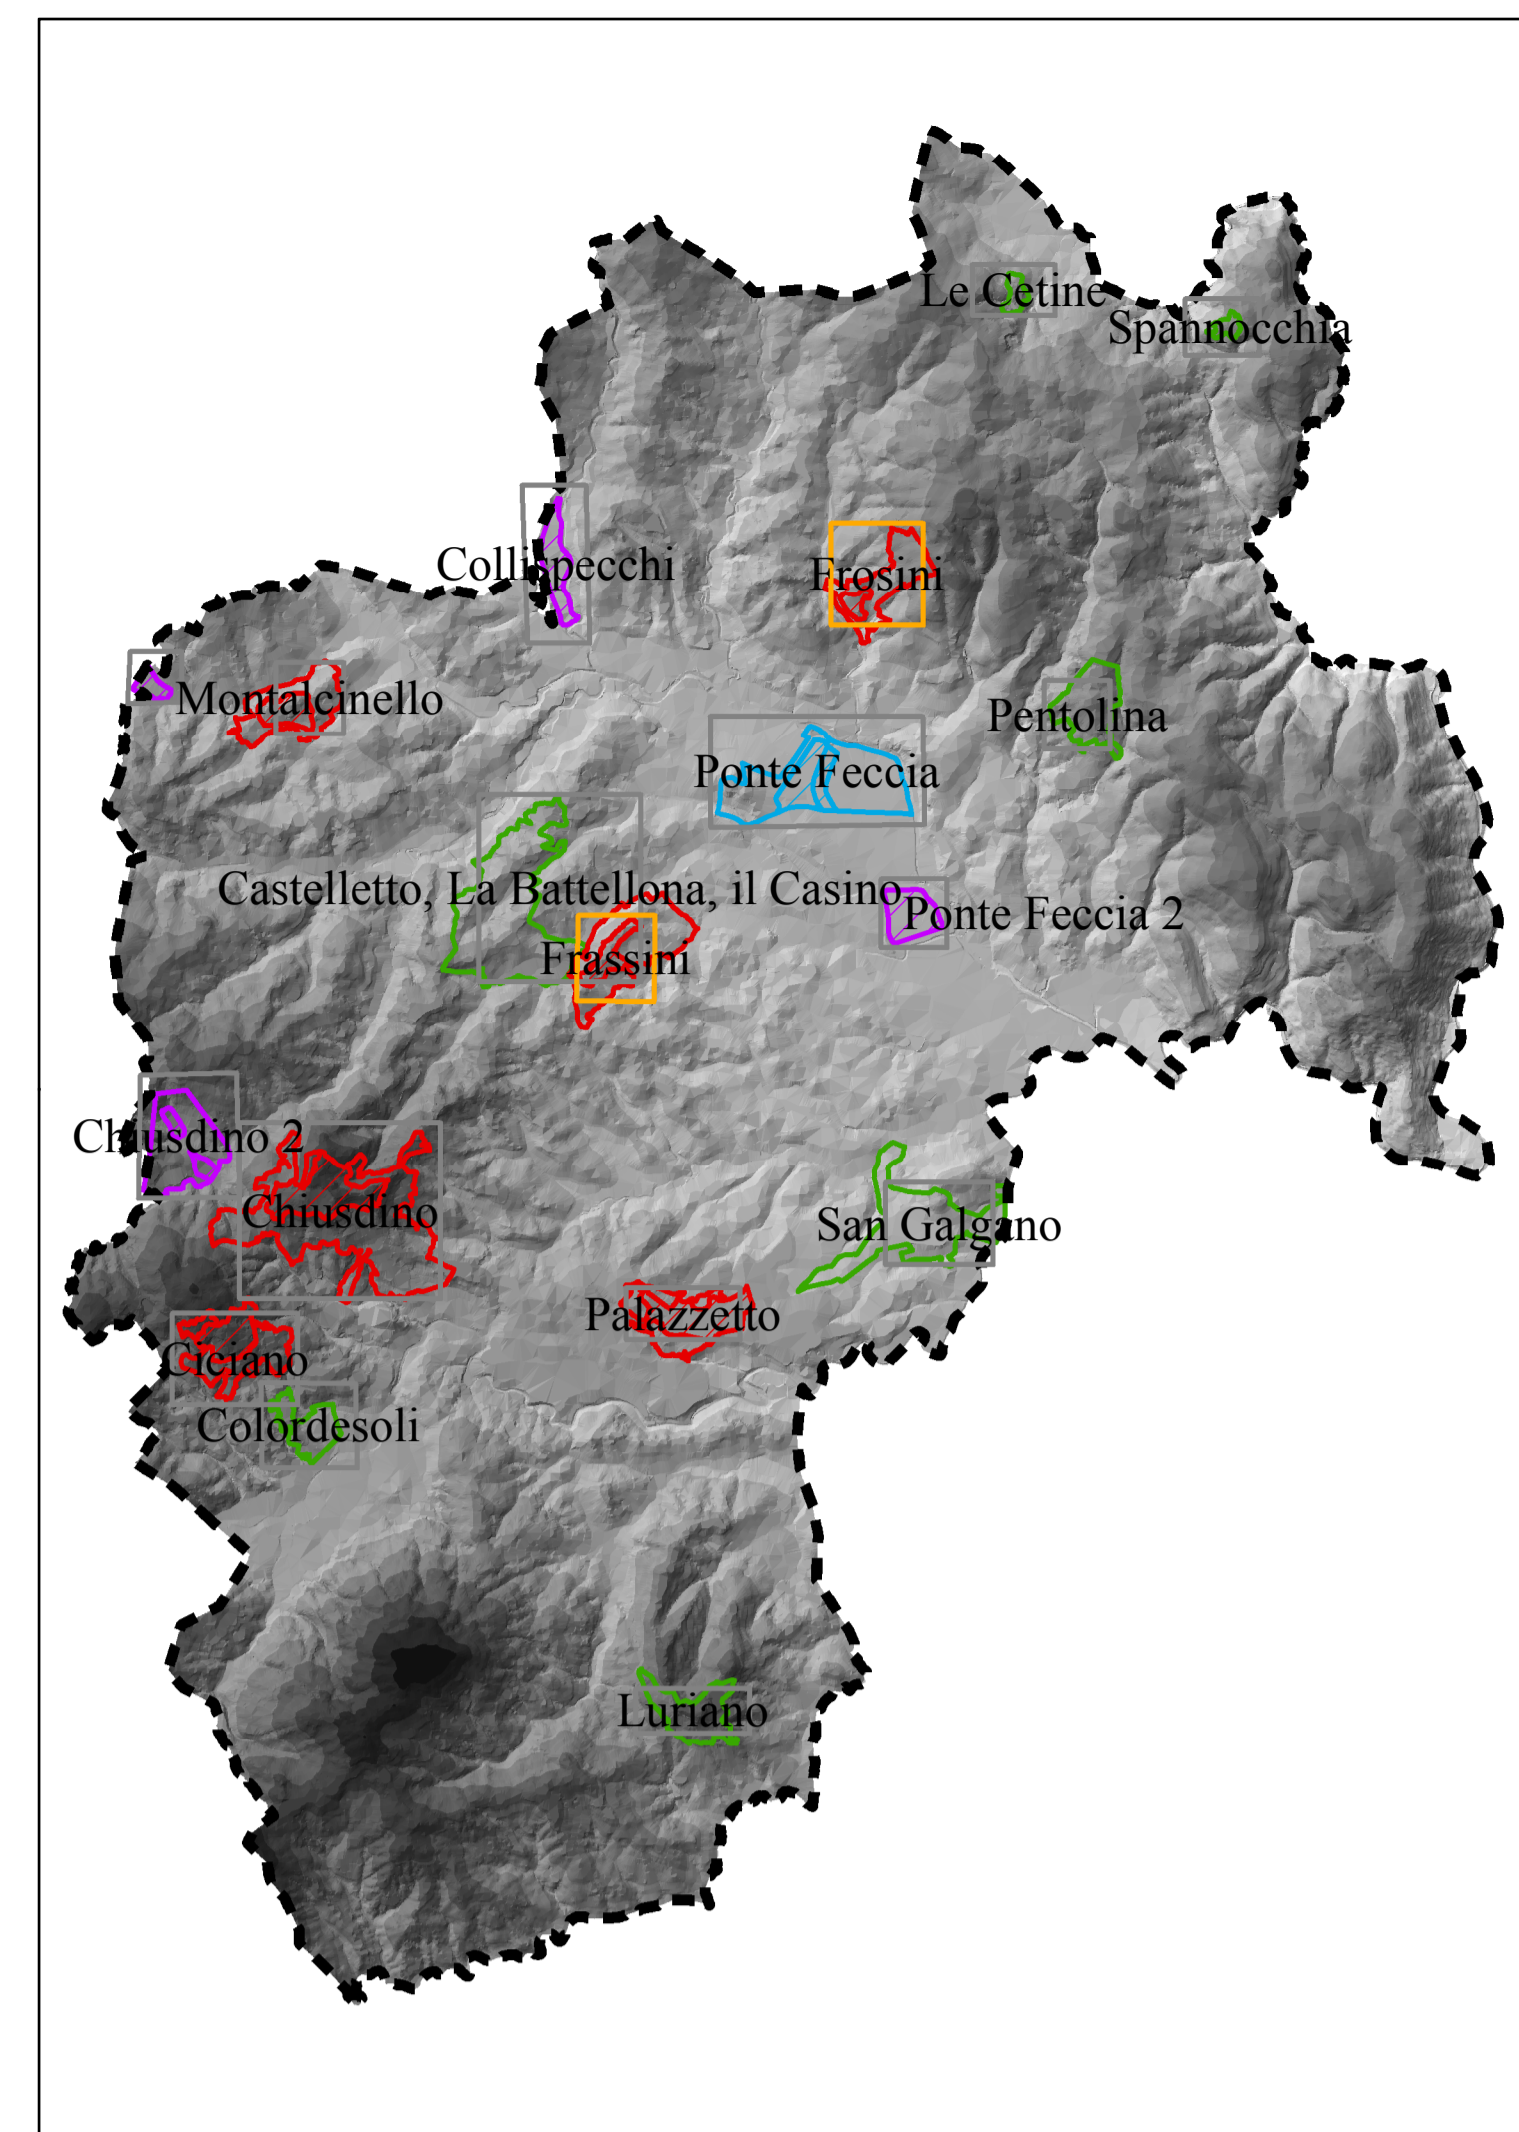 Le Cetine
Spannocchia
Collispecchi
Frosini
Montalcinello
Pentolina
Ponte Feccia
Castelletto, La Battellona, il Casino
Ponte Feccia 2
Frassini
Chiusdino 2
Chiusdino
San Galgano
Palazzetto
Ciciano
Colordesoli
Luriano